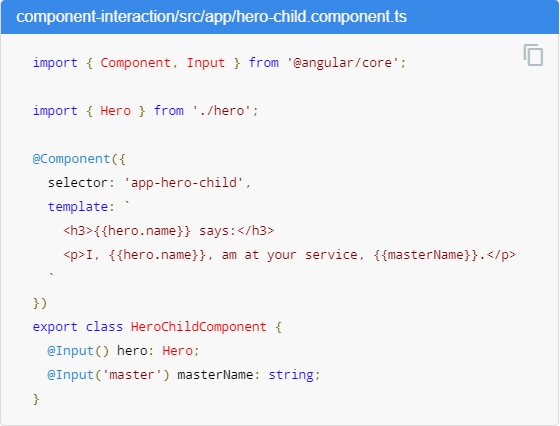 component-interaction/src/app/hero-child.component.ts
import { Component, Input } from '@angular/core';
import { Hero } from './hero';
@Component({
  selector: 'app-hero-child',
  template: `
    <h3>{{hero.name}} says:</h3>
    <p>I, {{hero.name}}, am at your service, {{masterName}}.</p>
  `
})
export class HeroChildComponent {
  @Input() hero: Hero;
  @Input('master') masterName: string;
}